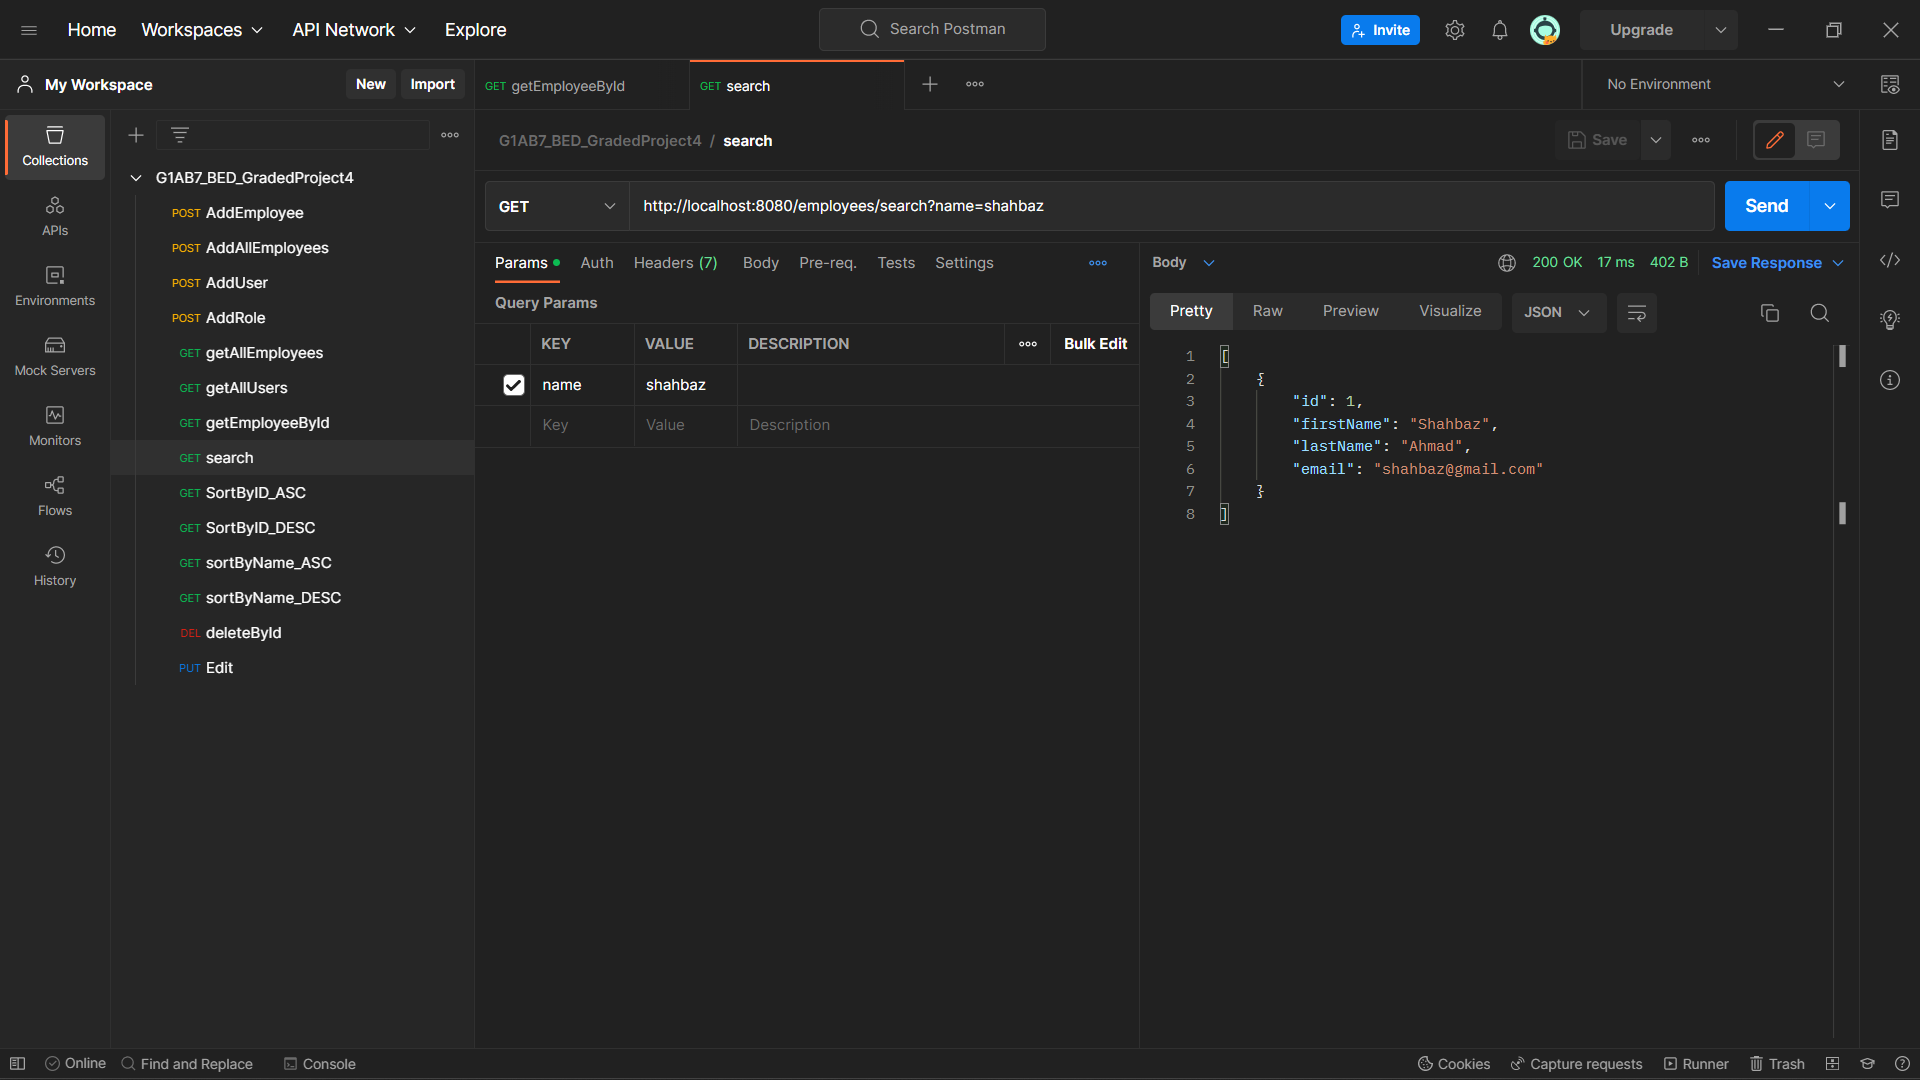 Home Workspaces API Network Explore Search Postman Invite Upgrade
My Workspace New Import GET getEmployeeById GET search No Environment
Collections
APIs
Environments
Mock Servers
Monitors
Flows
History
G1AB7_BED_GradedProject4
POST AddEmployee
POST AddAllEmployees
POST AddUser
POST AddRole
GET getAllEmployees
GET getAllUsers
GET getEmployeeById
GET search
GET SortByID_ASC
GET SortByID_DESC
GET sortByName_ASC
GET sortByName_DESC
DEL deleteById
PUT Edit
G1AB7_BED_GradedProject4 / search Save
GET http://localhost:8080/employees/search?name=shahbaz Send
Params Auth Headers (7) Body Pre-req. Tests Settings
Query Params
KEY VALUE DESCRIPTION Bulk Edit
name shahbaz
Key Value Description
Body 200 OK 17 ms 402 B Save Response
Pretty Raw Preview Visualize JSON
1 [
2 {
3 "id": 1,
4 "firstName": "Shahbaz",
5 "lastName": "Ahmad",
6 "email": "shahbaz@gmail.com"
7 }
8 ]
Online Find and Replace Console Cookies Capture requests Runner Trash